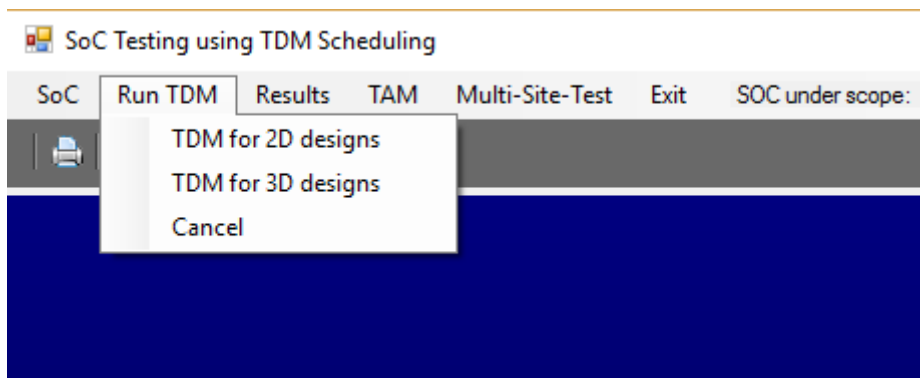 SoC Testing using TDM Scheduling
SoC Run TDM Results TAM Multi-Site-Test Exit SOC under scope:
TDM for 2D designs
TDM for 3D designs
Cancel